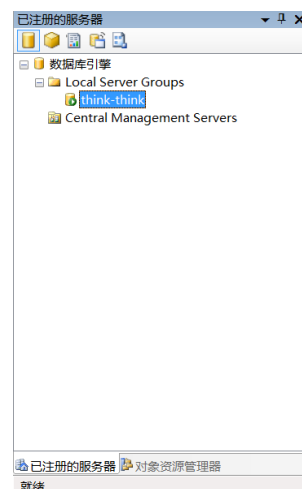 已注册的服务器
数据库引擎
Local Server Groups
think-think
Central Management Servers
已注册的服务器 对象资源管理器
就绪